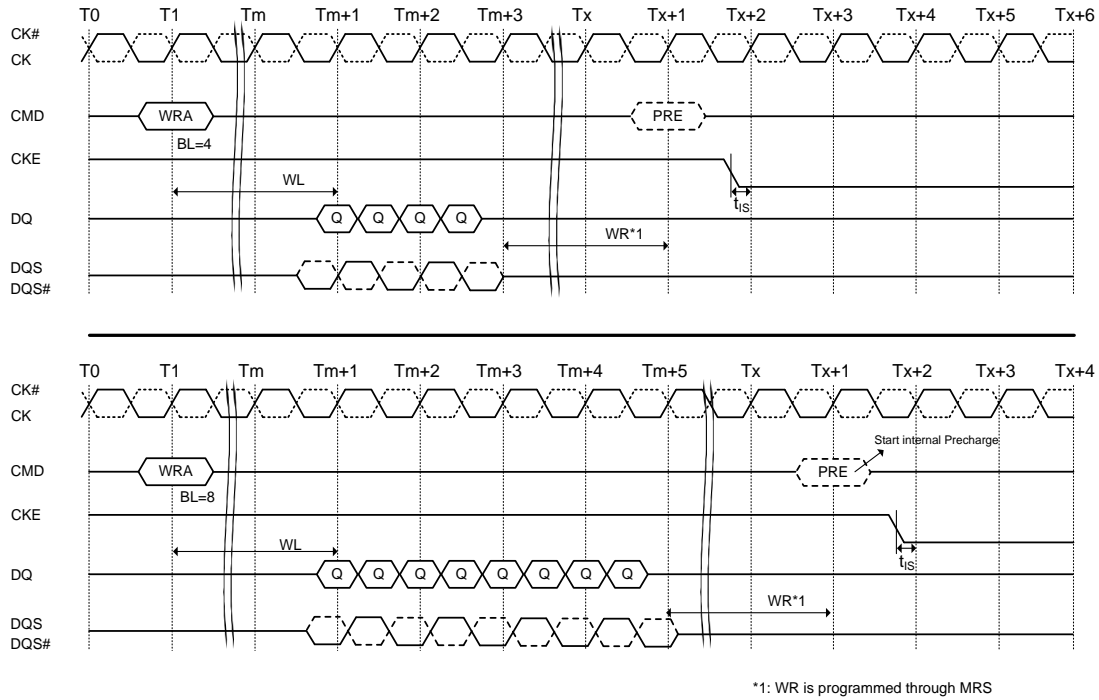 T0 T1 Tm Tm+1 Tm+2 Tm+3 Tx Tx+1 Tx+2 Tx+3 Tx+4 Tx+5 Tx+6
CK#
CK
CMD WRA PRE
BL=4
CKE
WL
tIS
DQ Q Q Q Q
WR*1
DQS
DQS#
T0 T1 Tm Tm+1 Tm+2 Tm+3 Tm+4 Tm+5 Tx Tx+1 Tx+2 Tx+3 Tx+4
CK#
CK
Start internal Precharge
CMD WRA PRE
BL=8
CKE
WL
tIS
DQ Q Q Q Q Q Q Q Q
WR*1
DQS
DQS#
*1: WR is programmed through MRS